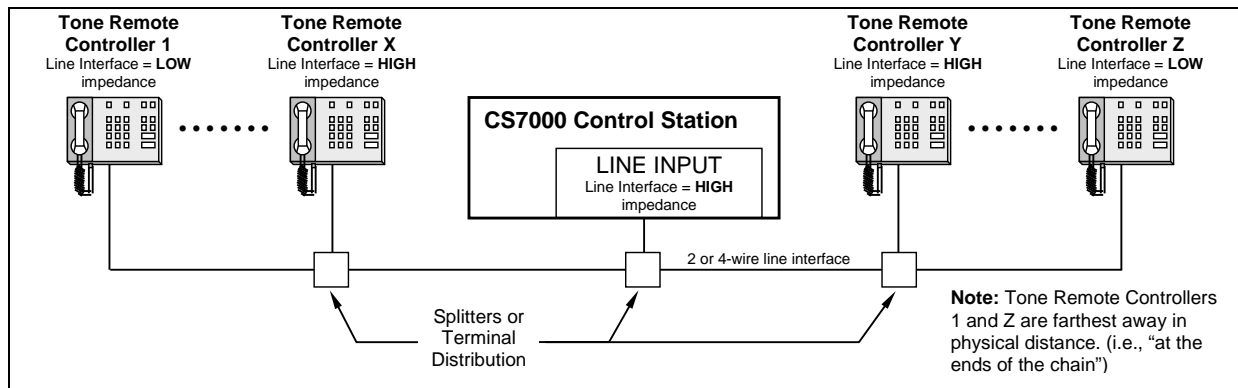 Tone Remote
Controller 1
Line Interface = LOW
impedance
Tone Remote
Controller X
Line Interface = HIGH
impedance
CS7000 Control Station
LINE INPUT
Line Interface = HIGH
impedance
Tone Remote
Controller Y
Line Interface = HIGH
impedance
Tone Remote
Controller Z
Line Interface = LOW
impedance
2 or 4-wire line interface
Splitters or
Terminal
Distribution
Note: Tone Remote Controllers
1 and Z are farthest away in
physical distance. (i.e., “at the
ends of the chain”)